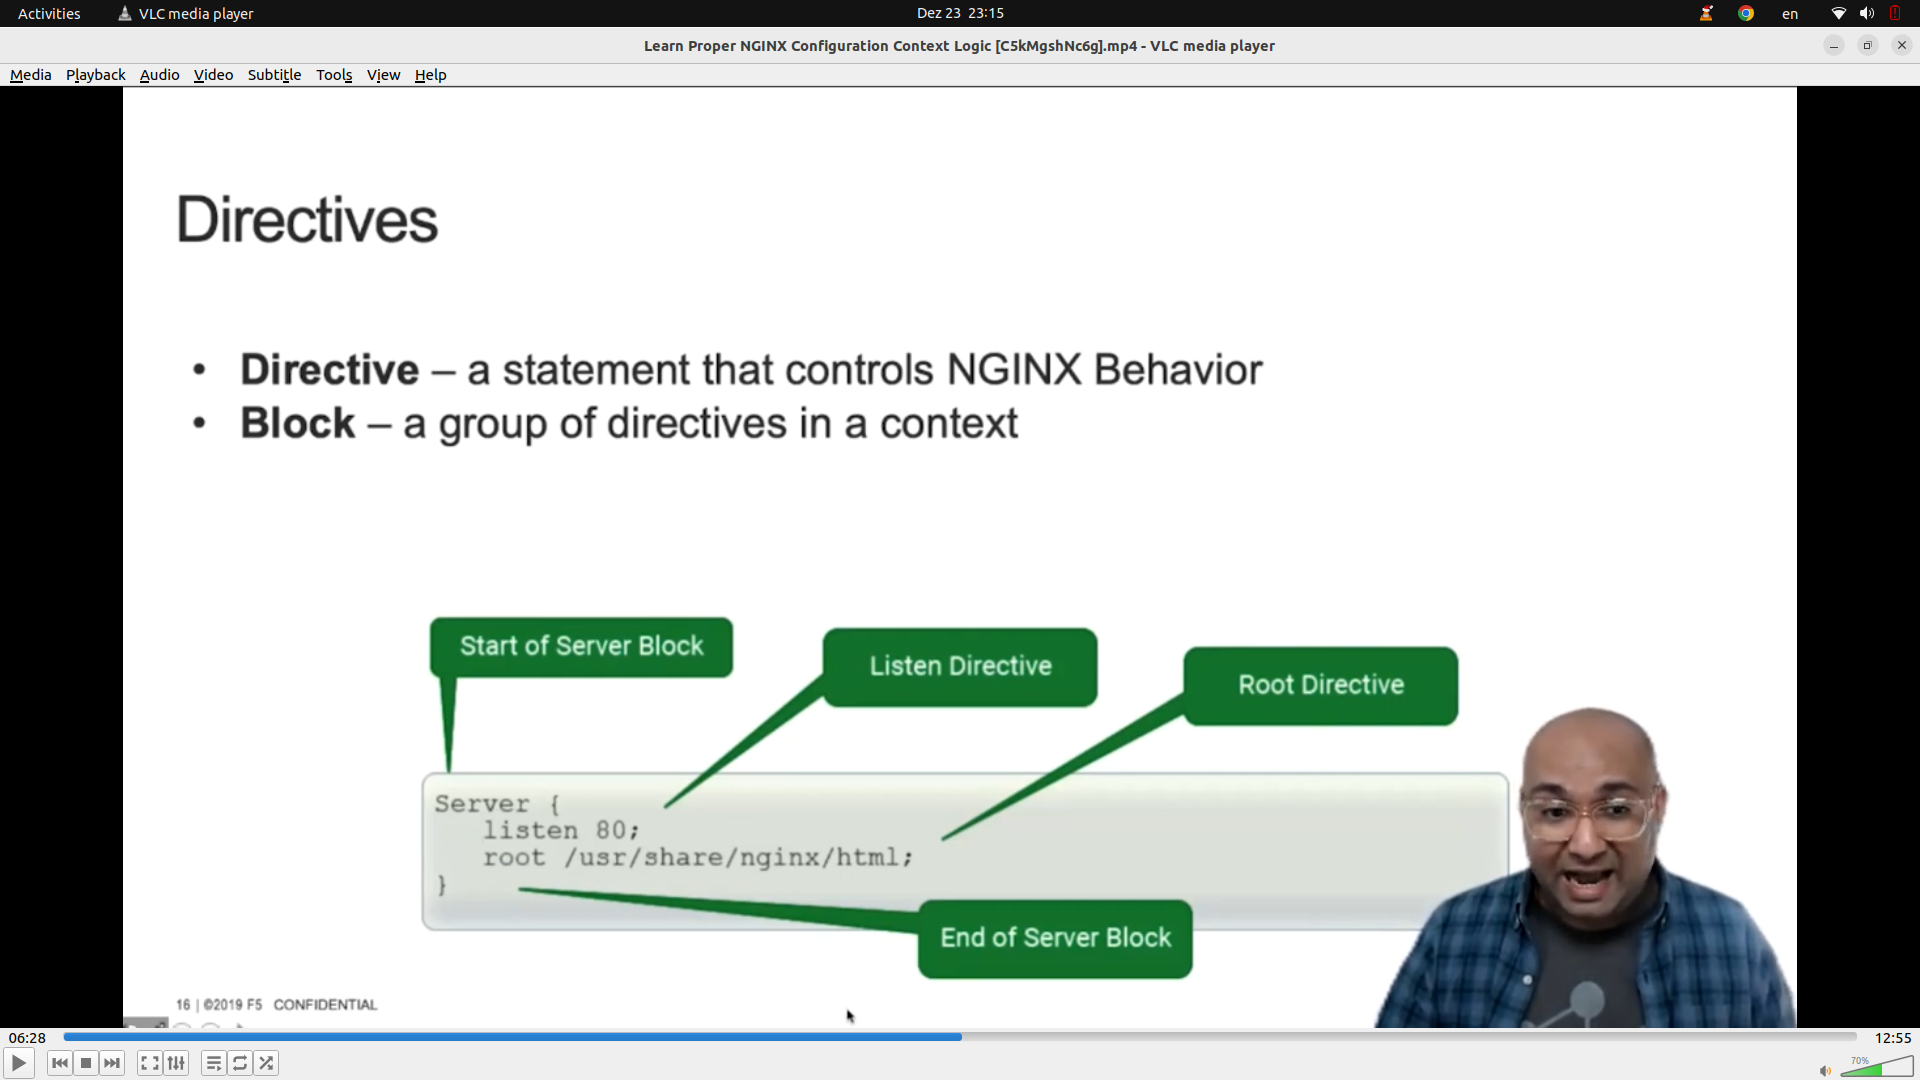 Activities VLC media player Dez 23 23:15 en
Learn Proper NGINX Configuration Context Logic [C5kMgshNc6g].mp4 - VLC media player
Media Playback Audio Video Subtitle Tools View Help
Directives
• Directive – a statement that controls NGINX Behavior
• Block – a group of directives in a context
Start of Server Block
Listen Directive
Root Directive
Server {
listen 80;
root /usr/share/nginx/html;
}
End of Server Block
16 | ©2019 F5 CONFIDENTIAL
06:28 12:55
70%